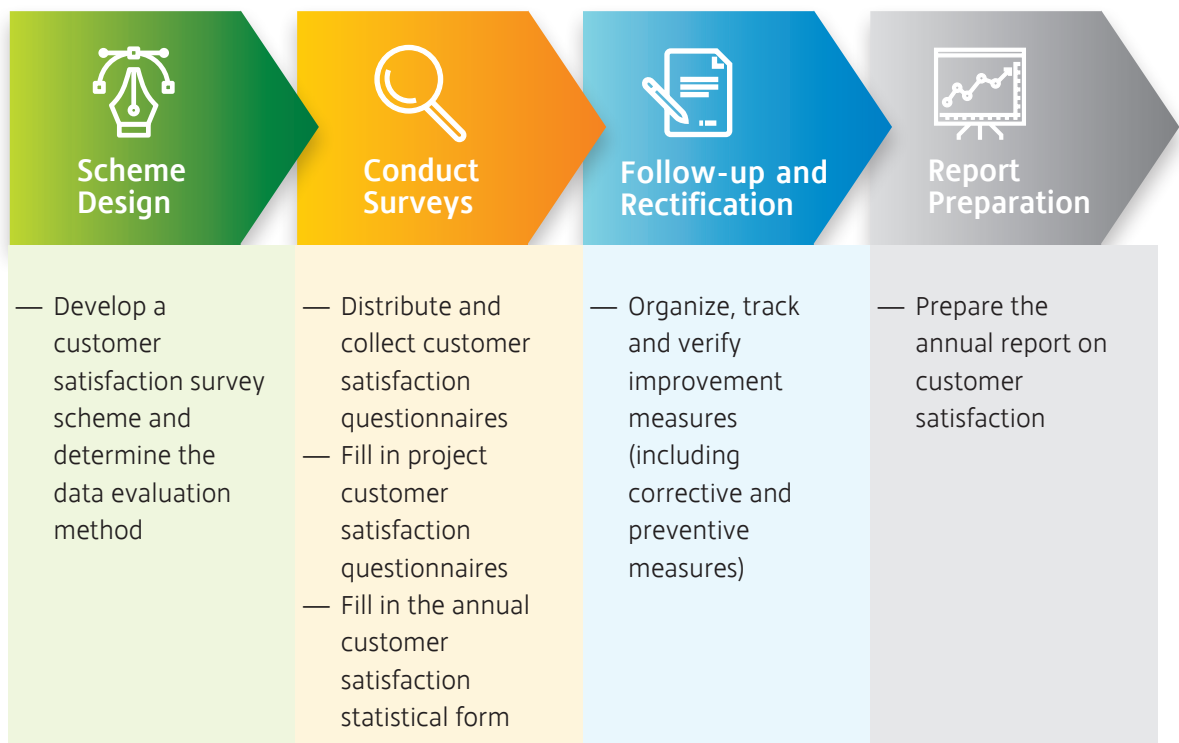 Scheme
Design
Conduct
Surveys
Follow-up and
Rectification
Report
Preparation
— Develop a
customer
satisfaction survey
scheme and
determine the
data evaluation
method
— Distribute and
collect customer
satisfaction
questionnaires
— Fill in project
customer
satisfaction
questionnaires
— Fill in the annual
customer
satisfaction
statistical form
— Organize, track
and verify
improvement
measures
(including
corrective and
preventive
measures)
— Prepare the
annual report on
customer
satisfaction